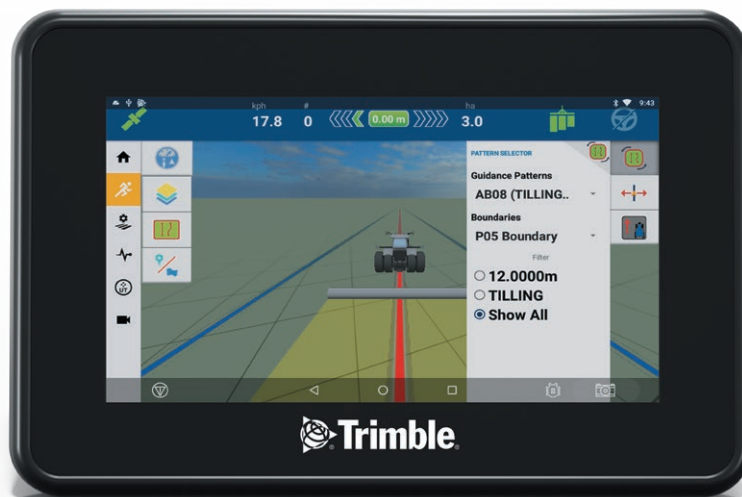 9:43
kph
17.8
#
0
0.00 m
ha
3.0
PATTERN SELECTOR
Guidance Patterns
AB08 (TILLING..
Boundaries
P05 Boundary
Filter
12.0000m
TILLING
Show All
UT
Trimble